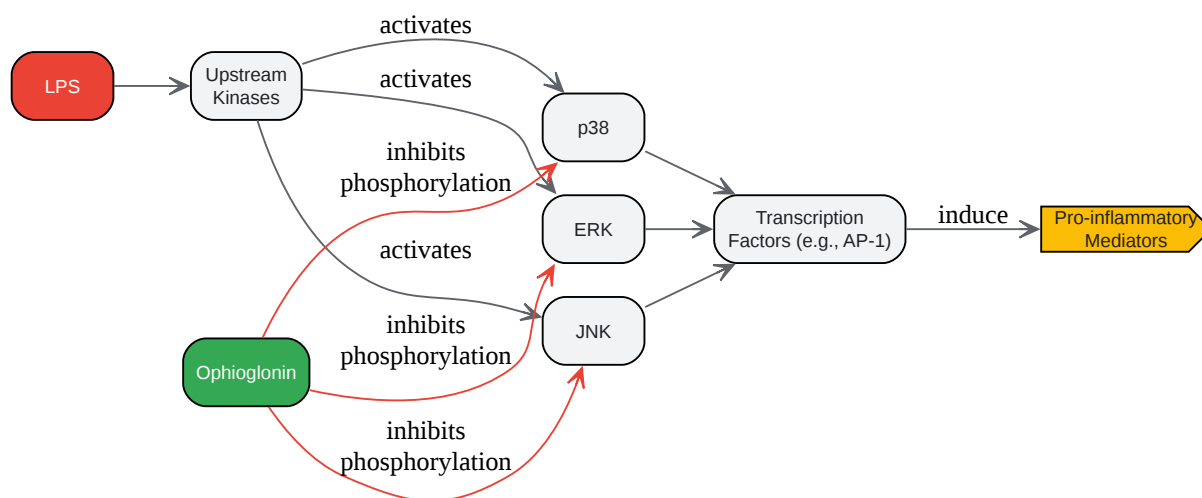 activates
LPS
Upstream
Kinases
activates
p38
inhibits
phosphorylation
ERK
Transcription
Factors (e.g., AP-1)
induce
Pro-inflammatory
Mediators
activates
JNK
Ophioglonin
inhibits
phosphorylation
inhibits
phosphorylation